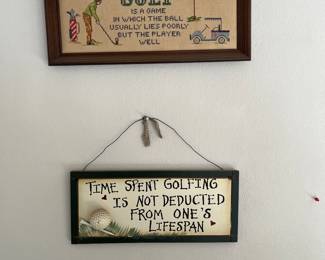 GOLF
IS A GAME
IN WHICH THE BALL
USUALLY LIES POORLY
BUT THE PLAYER
WELL
TIME SPENT GOLFING
IS NOT DEDUCTED
FROM ONE'S
LIFESPAN